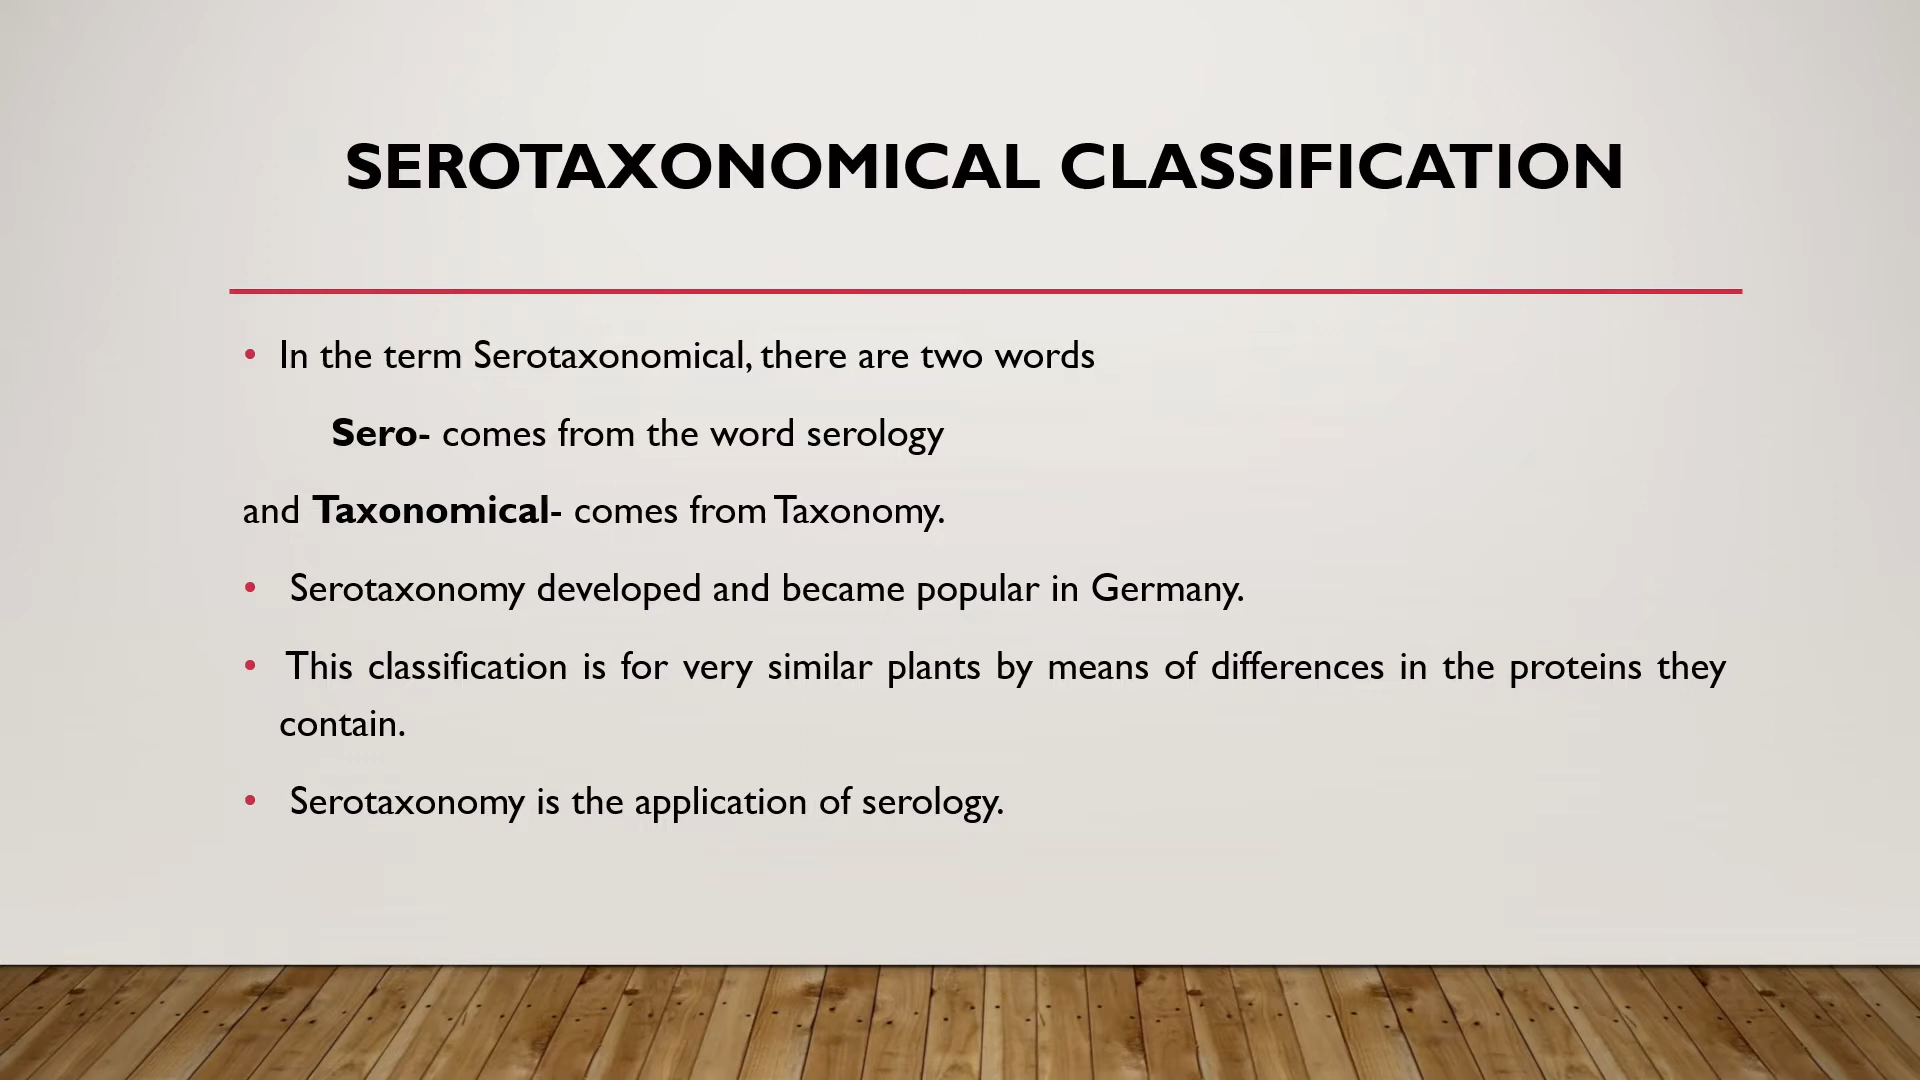 SEROTAXONOMICAL CLASSIFICATION
• In the term Serotaxonomical, there are two words
Sero- comes from the word serology
and Taxonomical- comes from Taxonomy.
• Serotaxonomy developed and became popular in Germany.
• This classification is for very similar plants by means of differences in the proteins they
contain.
• Serotaxonomy is the application of serology.